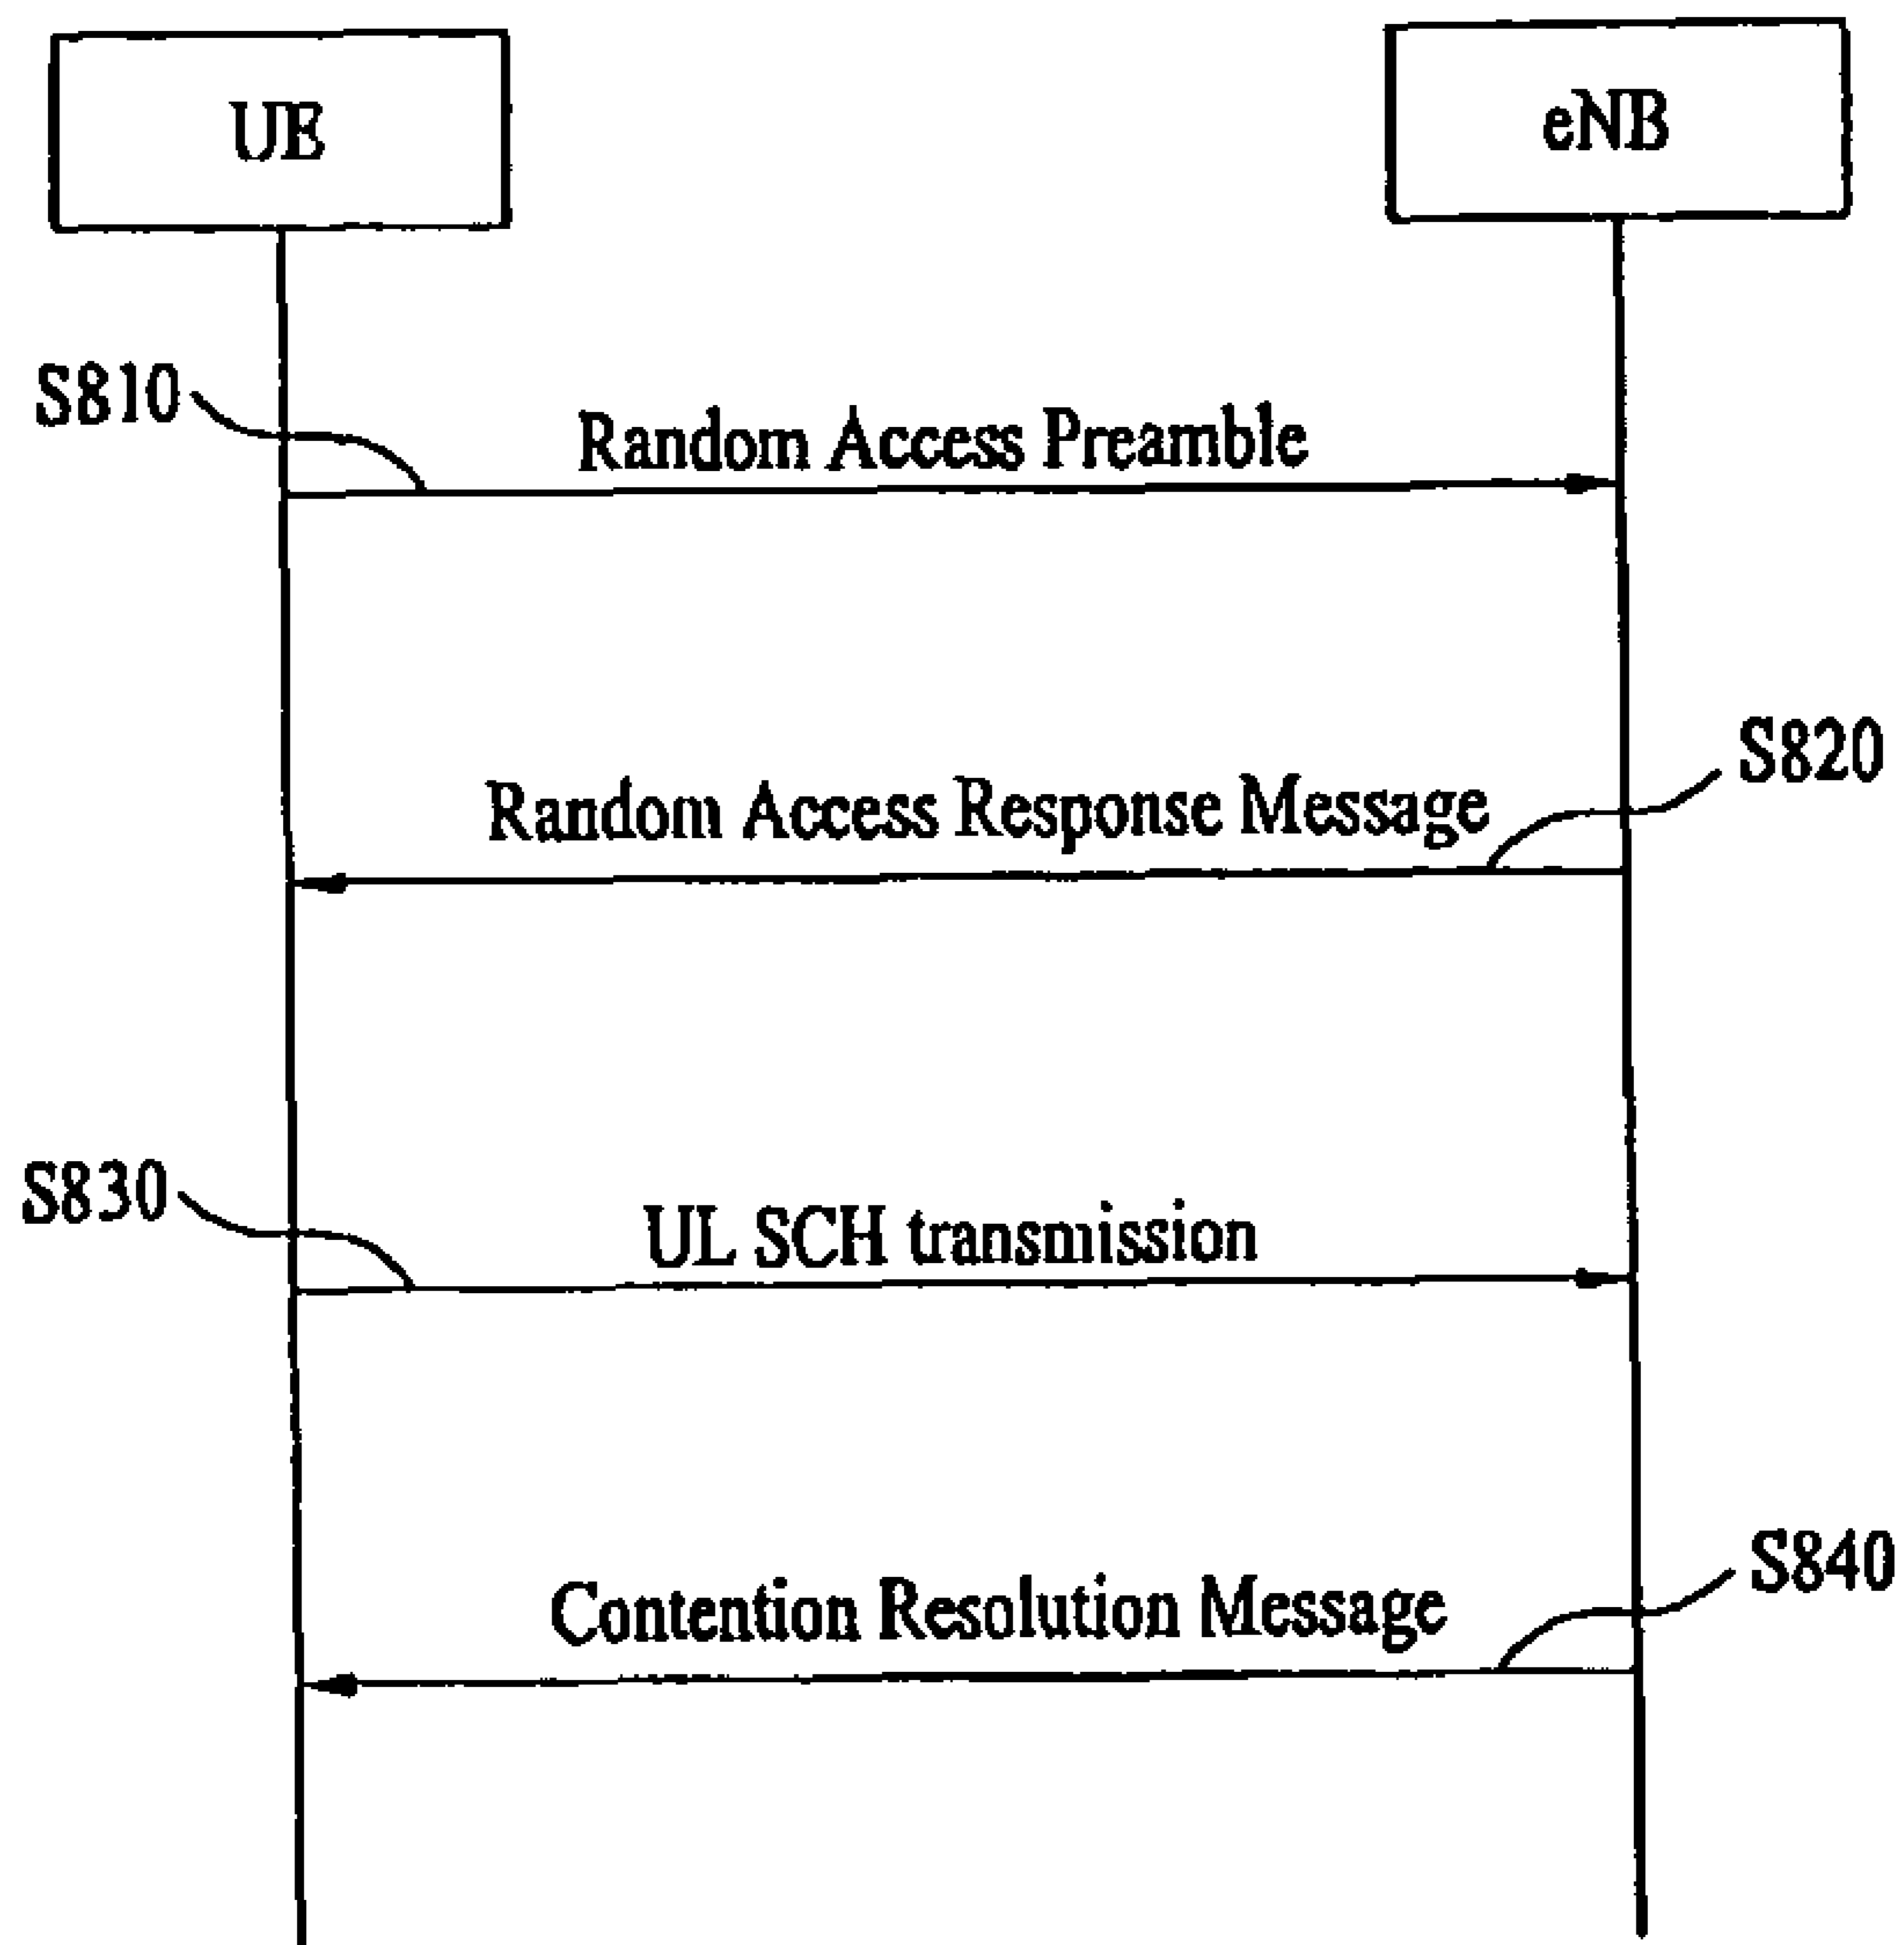 UE
eNB
S810
Random Access Preamble
S820
Random Access Response Message
S830
UL SCH transmission
S840
Contention Resolution Message